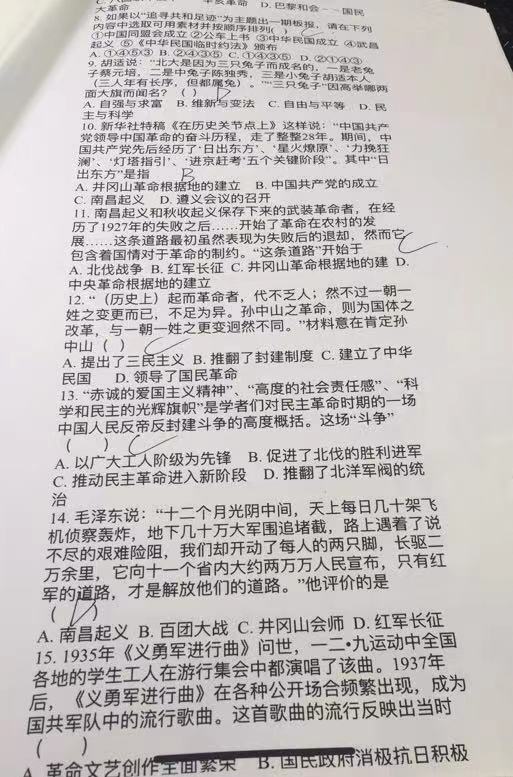 大革命 D. 巴黎和会－－国民
8. 如果以“追寻共和足迹”为主题出一期板报，请在下列
内容中选取可用素材并按顺序排列( )
①中国同盟会成立 ②公车上书 ③中华民国成立 ④武昌
起义 ⑤《中华民国临时约法》颁布
A. ①④⑤③ B. ②④③⑤ C. ①④③⑤ D. ②①④③
9. 胡适说：“北大是因为三只兔子而成名的，一是老兔
子蔡元培，二是中兔子陈独秀，三是小兔子胡适本人
（三人年有长序，但都属兔）。”“三只兔子”因高举哪两
面大旗而闻名？（ ） D
A. 自强与求富 B. 维新与变法 C. 自由与平等 D. 民
主与科学
10. 新华社特稿《在历史关节点上》这样说：“中国共产
党领导中国革命的奋斗历程，走了整整28年。期间，中
国共产党先后经历了‘日出东方’、‘星火燎原’、‘力挽狂
澜’、‘灯塔指引’、‘进京赶考’五个关键阶段”。其中“日
出东方”是指 B
A. 井冈山革命根据地的建立 B. 中国共产党的成立
C. 南昌起义 D. 遵义会议的召开
11. 南昌起义和秋收起义保存下来的武装革命者，在经
历了1927年的失败之后……开始了革命在农村的发
展……这条道路最初虽然表现为失败后的退却，然而它
包含着国情对于革命的制约。“这条道路”开始于 C
A. 北伐战争 B. 红军长征 C. 井冈山革命根据地的建 D.
中央革命根据地的建立
12. “（历史上）起而革命者，代不乏人；然不过一朝一
姓之变更而已，不足为异。孙中山之革命，则为国体之
改革，与一朝一姓之更变迥然不同。”材料意在肯定孙
中山（ ） C
A. 提出了三民主义 B. 推翻了封建制度 C. 建立了中华
民国 D. 领导了国民革命
13. “赤诚的爱国主义精神”、“高度的社会责任感”、“科
学和民主的光辉旗帜”是学者们对民主革命时期的一场
中国人民反帝反封建斗争的高度概括。这场“斗争”
（ ） C
A. 以广大工人阶级为先锋 B. 促进了北伐的胜利进军
C. 推动民主革命进入新阶段 D. 推翻了北洋军阀的统
治
14. 毛泽东说：“十二个月光阴中间，天上每日几十架飞
机侦察轰炸，地下几十万大军围追堵截，路上遇着了说
不尽的艰难险阻，我们却开动了每人的两只脚，长驱二
万余里，它向十一个省内大约两万万人民宣布，只有红
军的道路，才是解放他们的道路。”他评价的是
（ D ）
A. 南昌起义 B. 百团大战 C. 井冈山会师 D. 红军长征
15. 1935年《义勇军进行曲》问世，一二•九运动中全国
各地的学生工人在游行集会中都演唱了该曲。1937年
后，《义勇军进行曲》在各种公开场合频繁出现，成为
国共军队中的流行歌曲。这首歌曲的流行反映出当时
（ ）
A. 革命文艺创作全面繁荣 B. 国民政府消极抗日积极